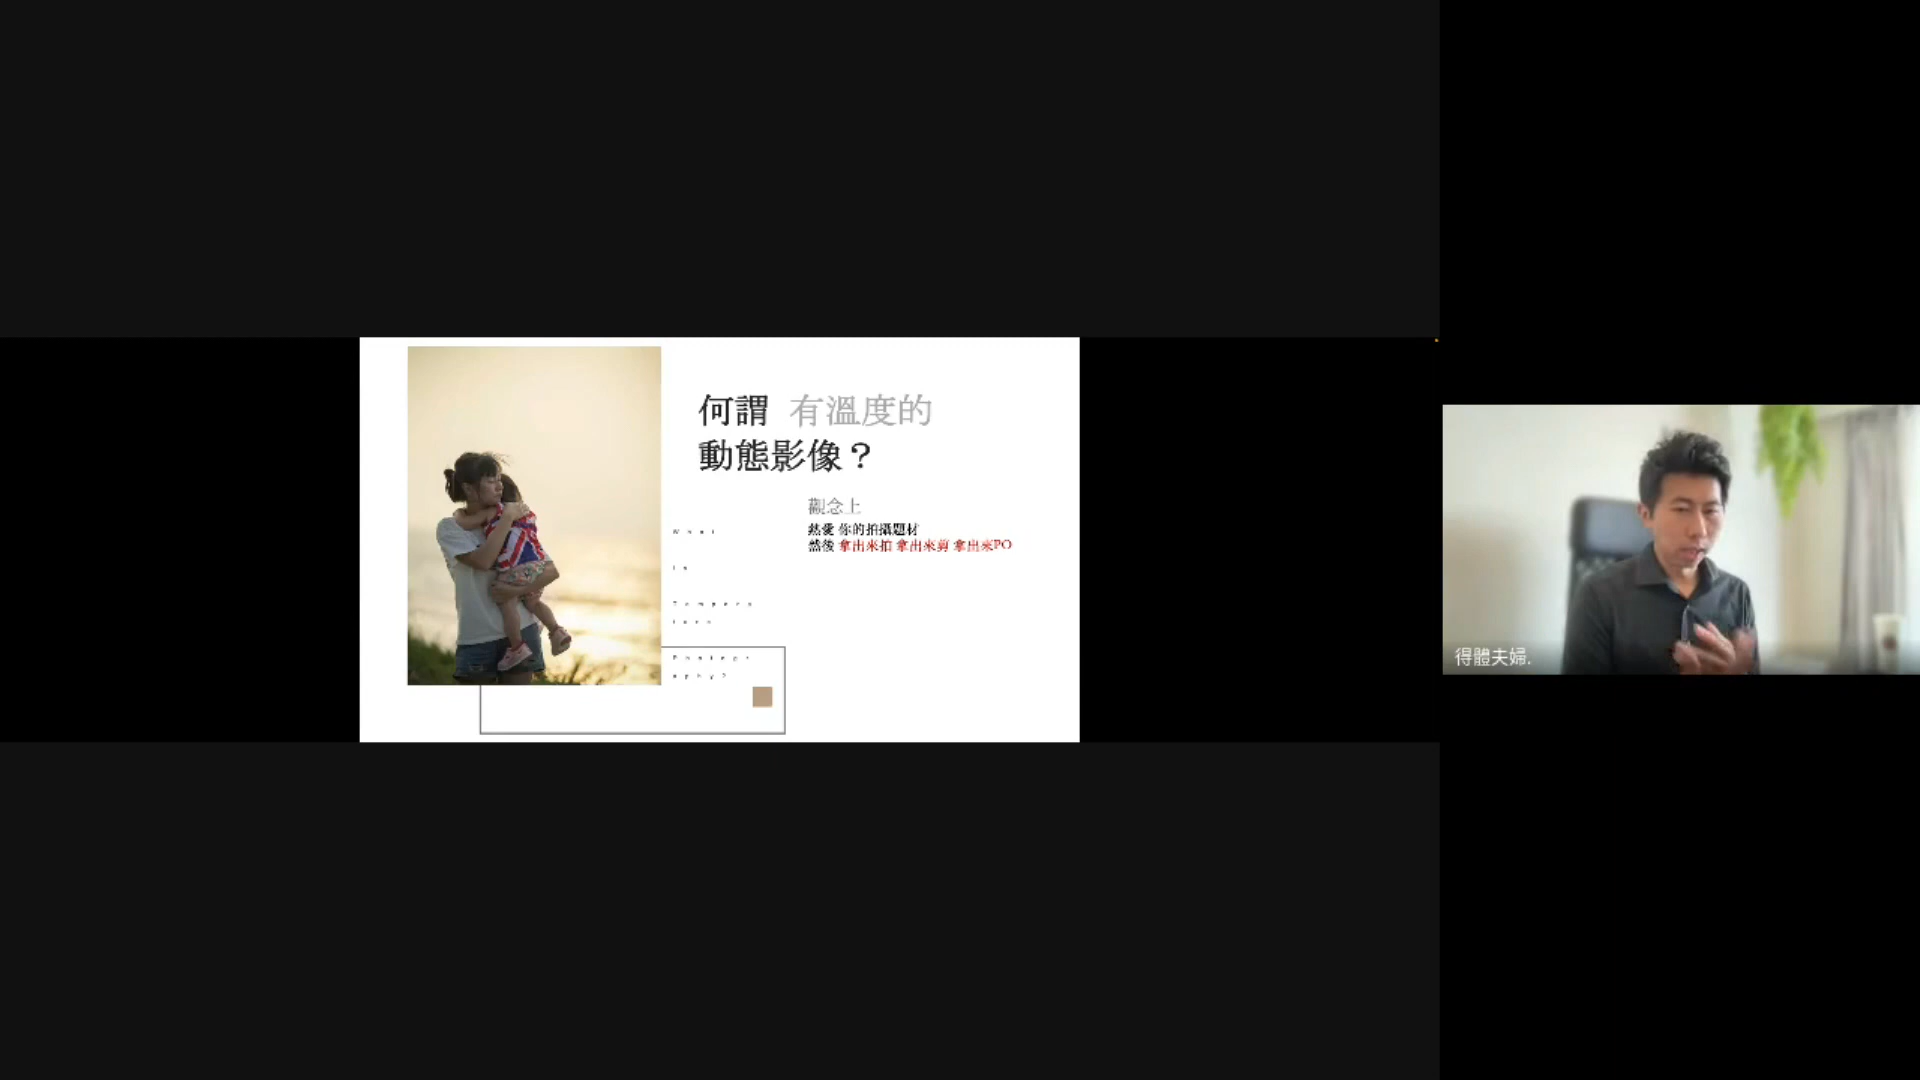 何謂 有溫度的
動態影像？
觀念上
熱愛 你的拍攝題材
然後 拿出來拍 拿出來剪 拿出來PO
What
Is
得體夫婦.